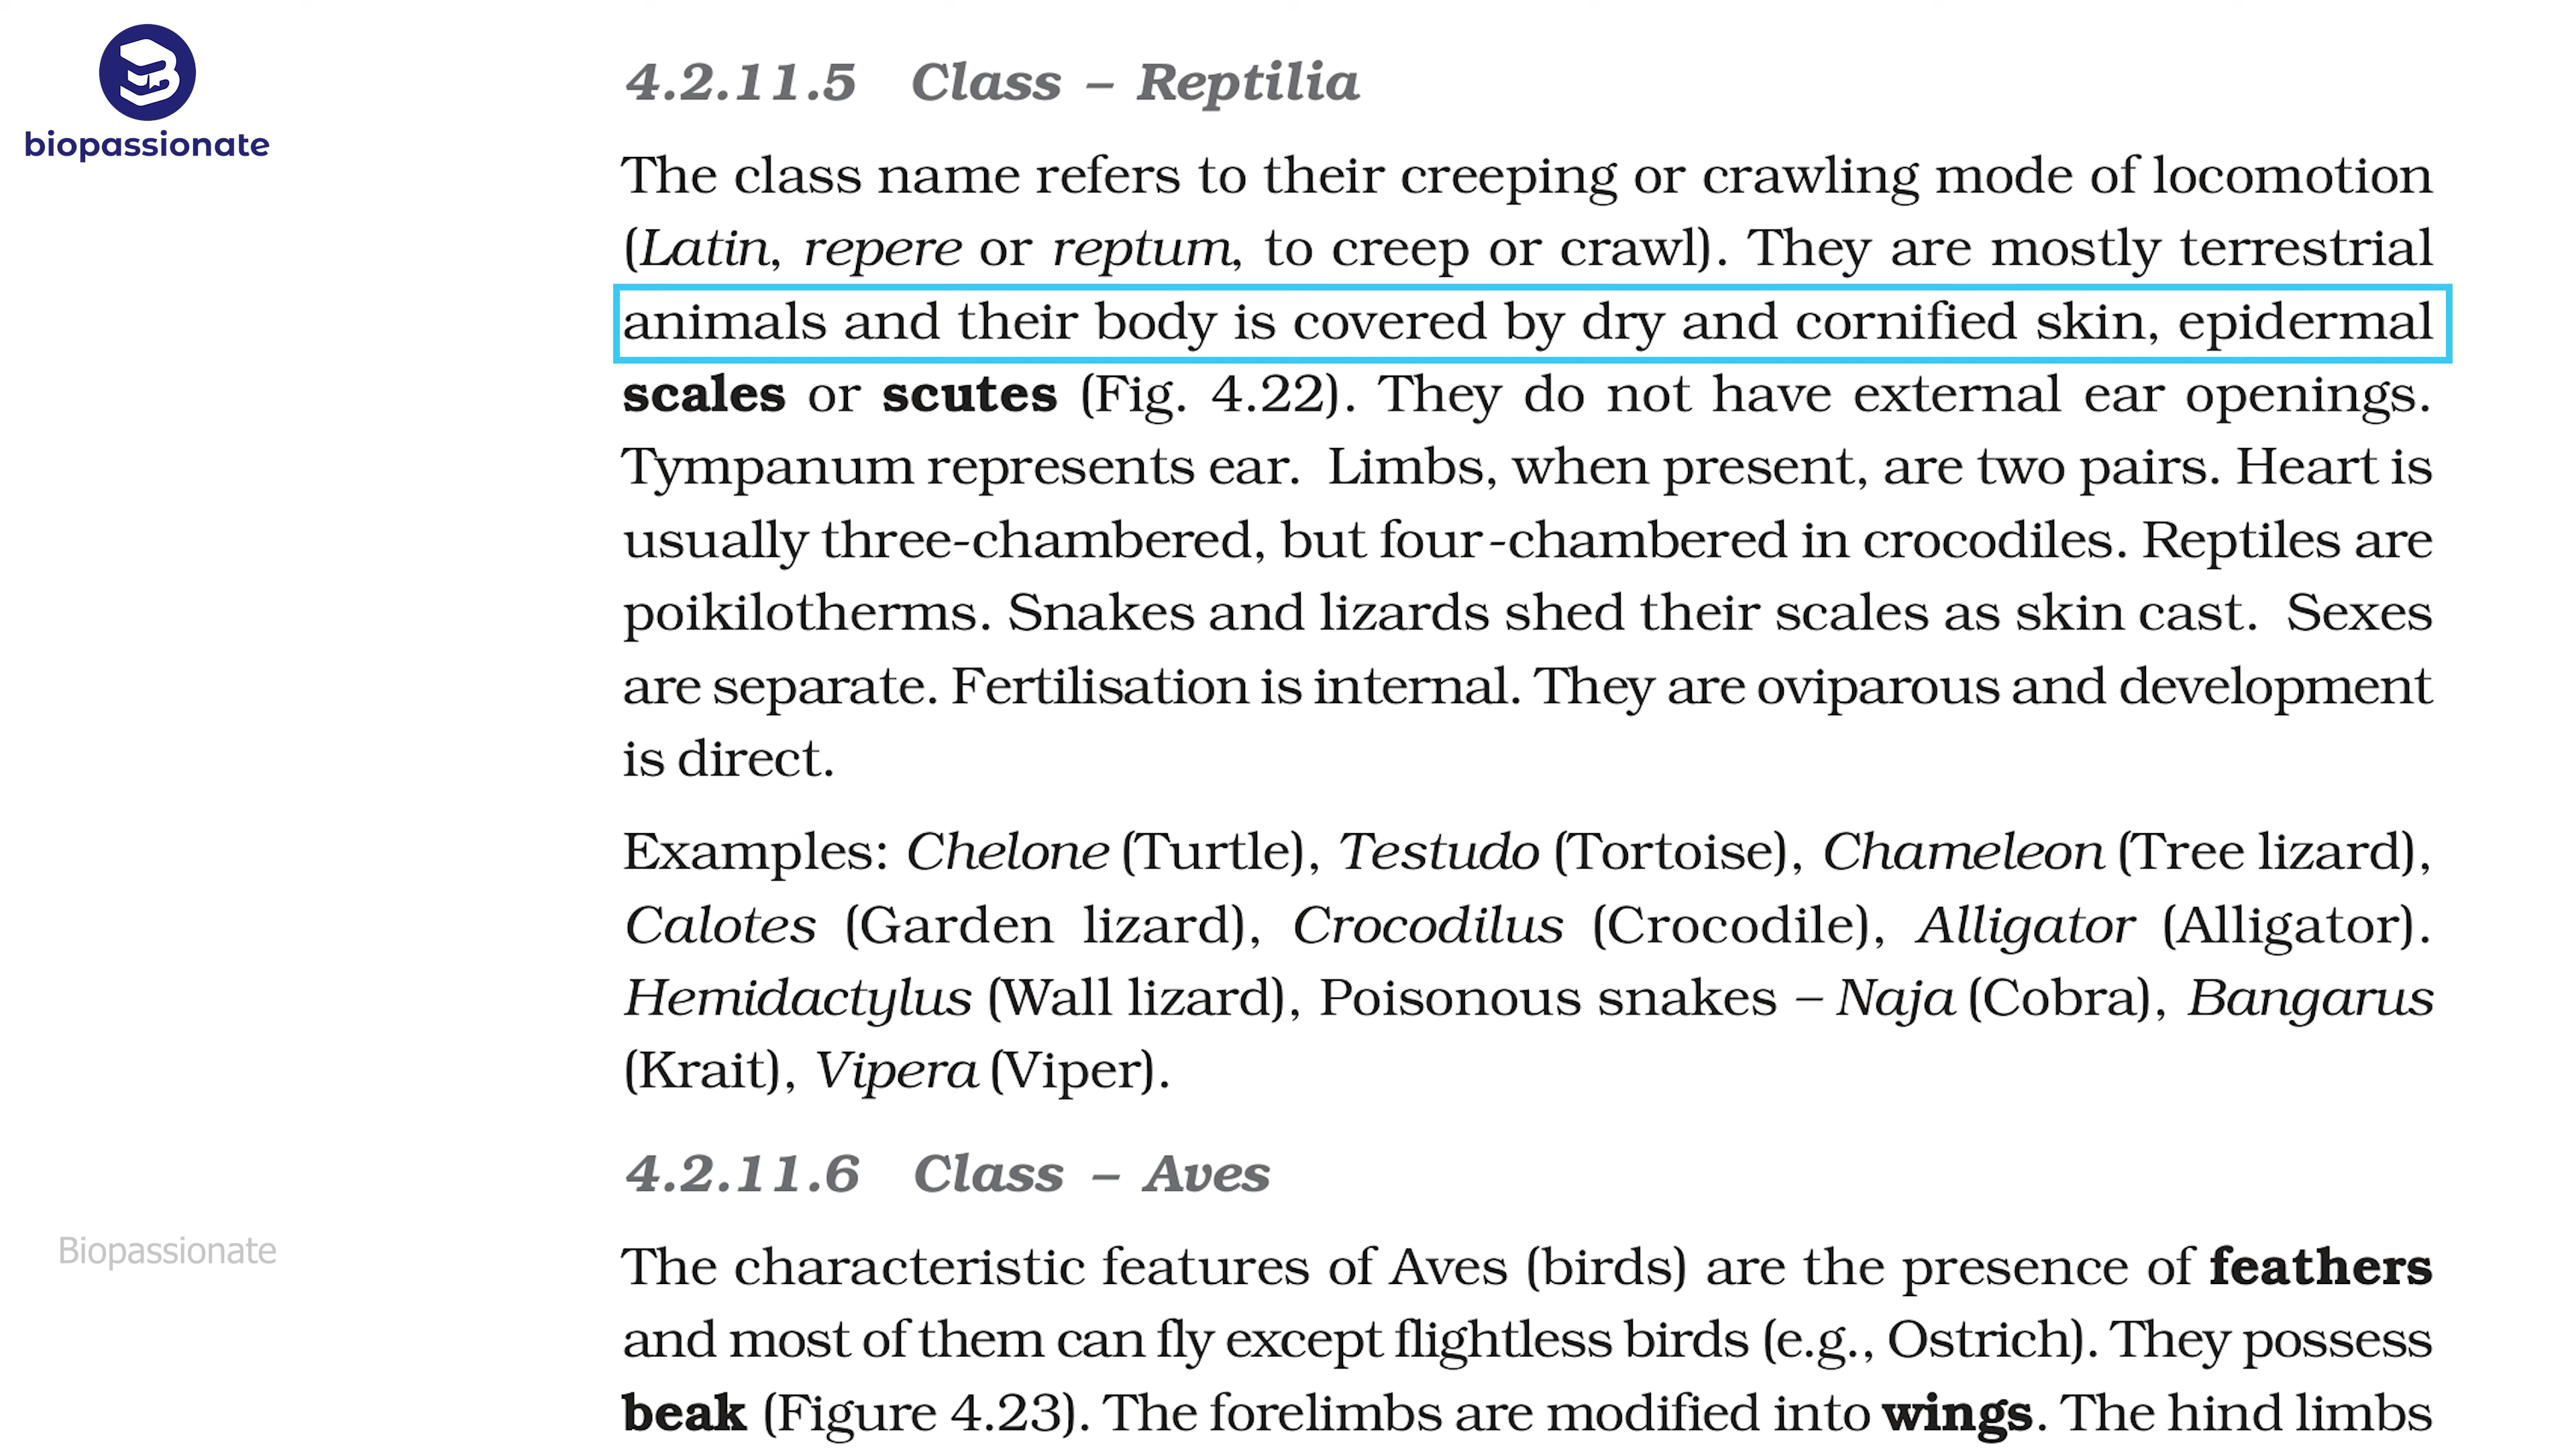 biopassionate
4.2.11.5 Class – Reptilia
The class name refers to their creeping or crawling mode of locomotion
(Latin, repere or reptum, to creep or crawl). They are mostly terrestrial
animals and their body is covered by dry and cornified skin, epidermal
scales or scutes (Fig. 4.22). They do not have external ear openings.
Tympanum represents ear. Limbs, when present, are two pairs. Heart is
usually three-chambered, but four-chambered in crocodiles. Reptiles are
poikilotherms. Snakes and lizards shed their scales as skin cast. Sexes
are separate. Fertilisation is internal. They are oviparous and development
is direct.
Examples: Chelone (Turtle), Testudo (Tortoise), Chameleon (Tree lizard),
Calotes (Garden lizard), Crocodilus (Crocodile), Alligator (Alligator).
Hemidactylus (Wall lizard), Poisonous snakes – Naja (Cobra), Bangarus
(Krait), Vipera (Viper).
4.2.11.6 Class – Aves
Biopassionate
The characteristic features of Aves (birds) are the presence of feathers
and most of them can fly except flightless birds (e.g., Ostrich). They possess
beak (Figure 4.23). The forelimbs are modified into wings. The hind limbs